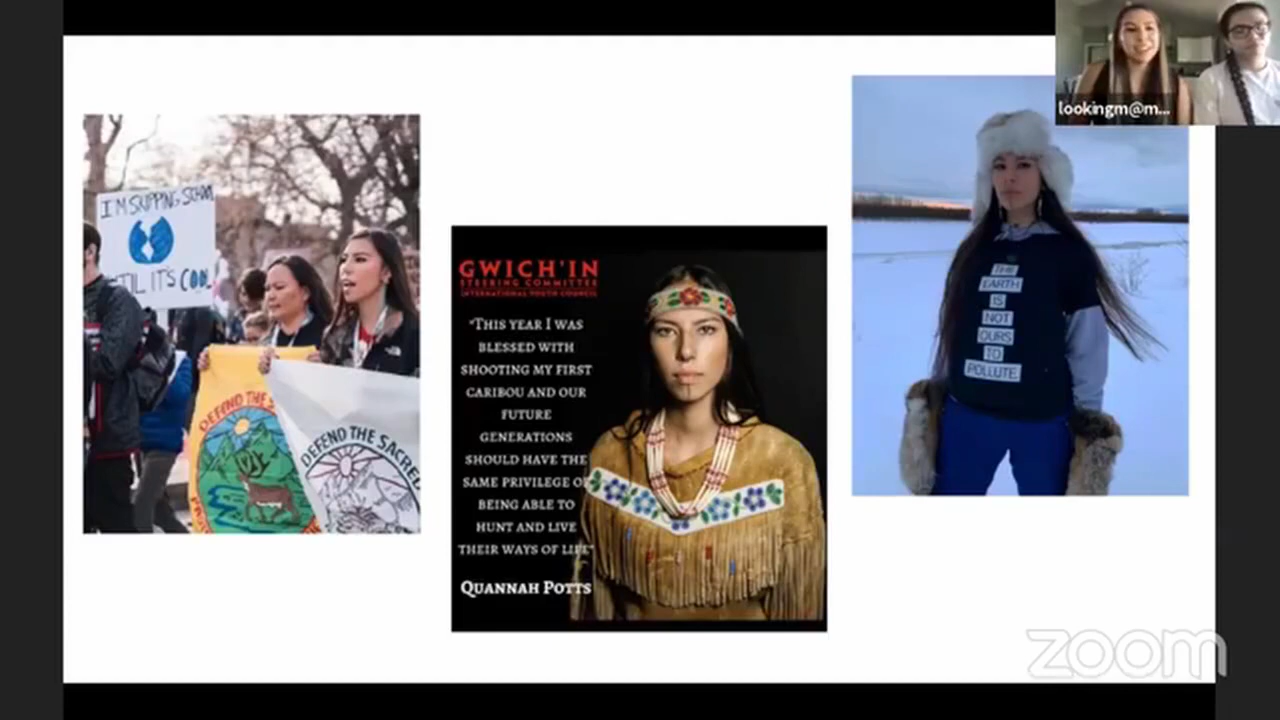 I'M SKIPPING SCHOOL
'TIL IT'S COOL
DEFEND THE S
DEFEND THE SACRED
GWICH'IN
STEERING COMMITTEE
INTERNATIONAL YOUTH COUNCIL
"THIS YEAR I WAS
BLESSED WITH
SHOOTING MY FIRST
CARIBOU AND OUR
FUTURE
GENERATIONS
SHOULD HAVE THE
SAME PRIVILEGE OF
BEING ABLE TO
HUNT AND LIVE
THEIR WAYS OF LIFE"
QUANNAH POTTS
THE
EARTH
IS
NOT
OURS
TO
POLLUTE.
lookingm@m...
zoom